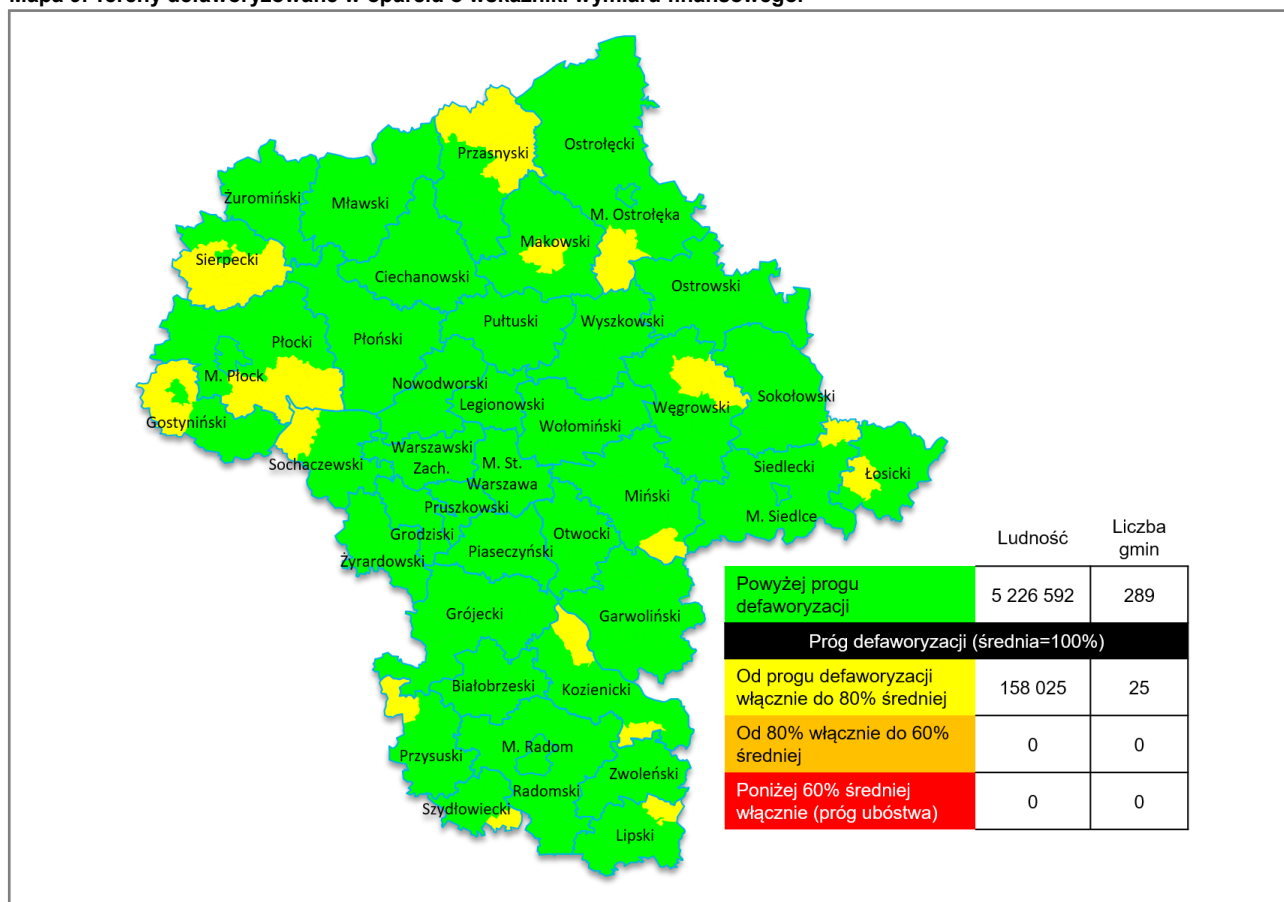 Ostrołęcki
Przasnyski
Żuromiński
Mławski
M. Ostrołęka
Makowski
Sierpecki
Ciechanowski
Ostrowski
Pułtuski
Wyszkowski
Płocki
Płoński
M. Płock
Nowodworski
Legionowski
Węgrowski
Sokołowski
Gostyniński
Wołomiński
Sochaczewski
Warszawski
Zach.
M. St.
Warszawa
Siedlecki
Łosicki
Miński
M. Siedlce
Pruszkowski
Grodziski
Otwocki
Piaseczyński
Żyrardowski
Grójecki
Garwoliński
Białobrzeski
Kozienicki
Przysuski
M. Radom
Zwoleński
Radomski
Szydłowiecki
Lipski
Ludność
Liczba
gmin
Powyżej progu
defaworyzacji
5 226 592
289
Próg defaworyzacji (średnia=100%)
Od progu defaworyzacji
włącznie do 80% średniej
158 025
25
Od 80% włącznie do 60%
średniej
0
0
Poniżej 60% średniej
włącznie (próg ubóstwa)
0
0